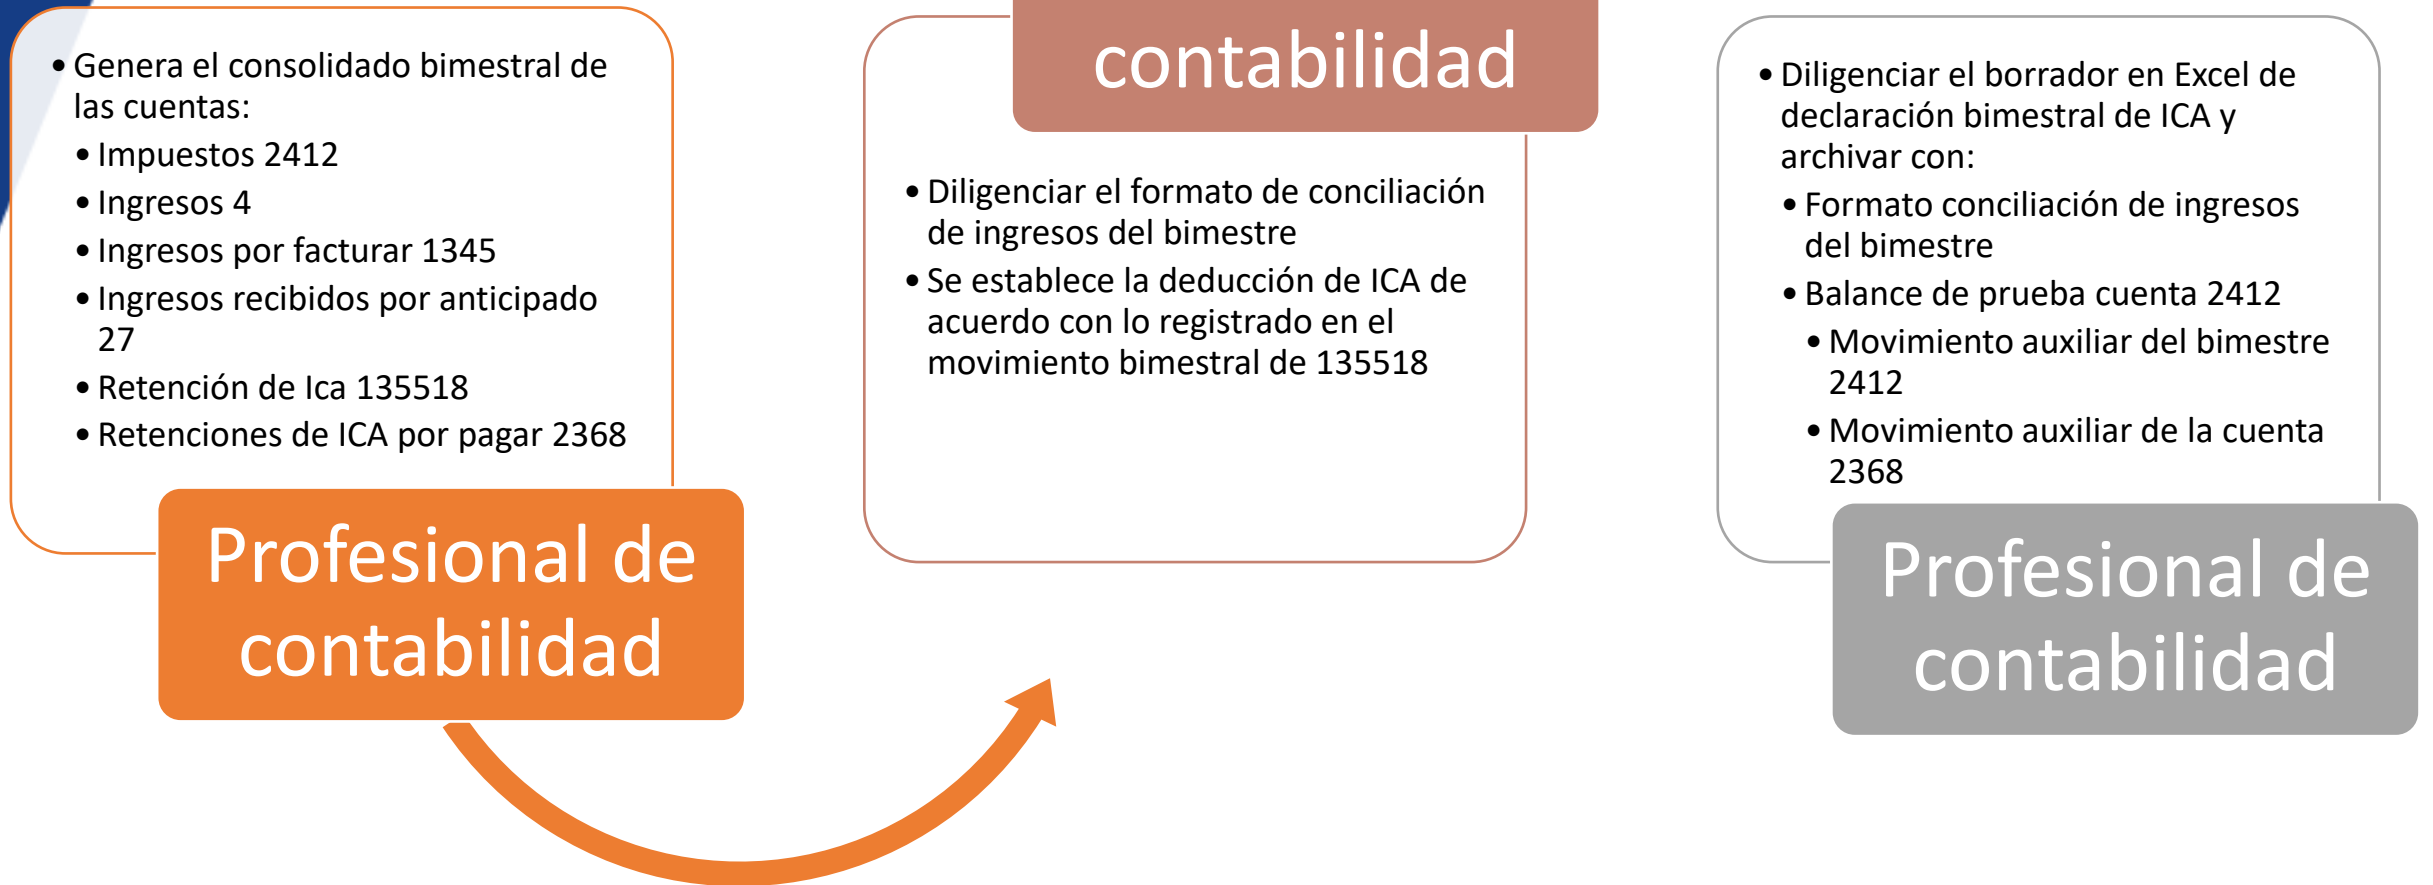 • Genera el consolidado bimestral de
las cuentas:
• Impuestos 2412
• Ingresos 4
• Ingresos por facturar 1345
• Ingresos recibidos por anticipado
27
• Retención de Ica 135518
• Retenciones de ICA por pagar 2368
Profesional de
contabilidad
contabilidad
• Diligenciar el formato de conciliación
de ingresos del bimestre
• Se establece la deducción de ICA de
acuerdo con lo registrado en el
movimiento bimestral de 135518
• Diligenciar el borrador en Excel de
declaración bimestral de ICA y
archivar con:
• Formato conciliación de ingresos
del bimestre
• Balance de prueba cuenta 2412
• Movimiento auxiliar del bimestre
2412
• Movimiento auxiliar de la cuenta
2368
Profesional de
contabilidad